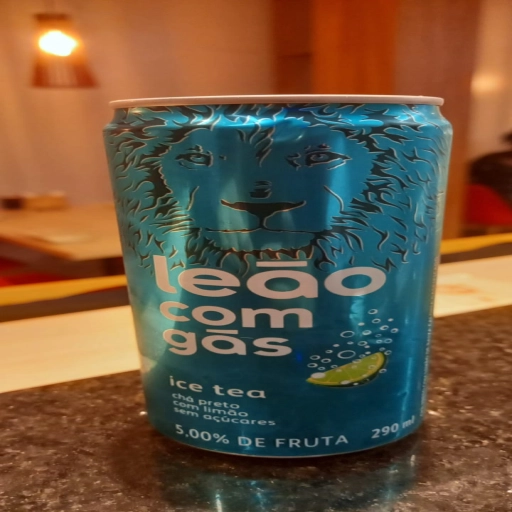 leão
com
gás
ice tea
chá preto
com limão
sem açúcares
5,00% DE FRUTA 290 ml